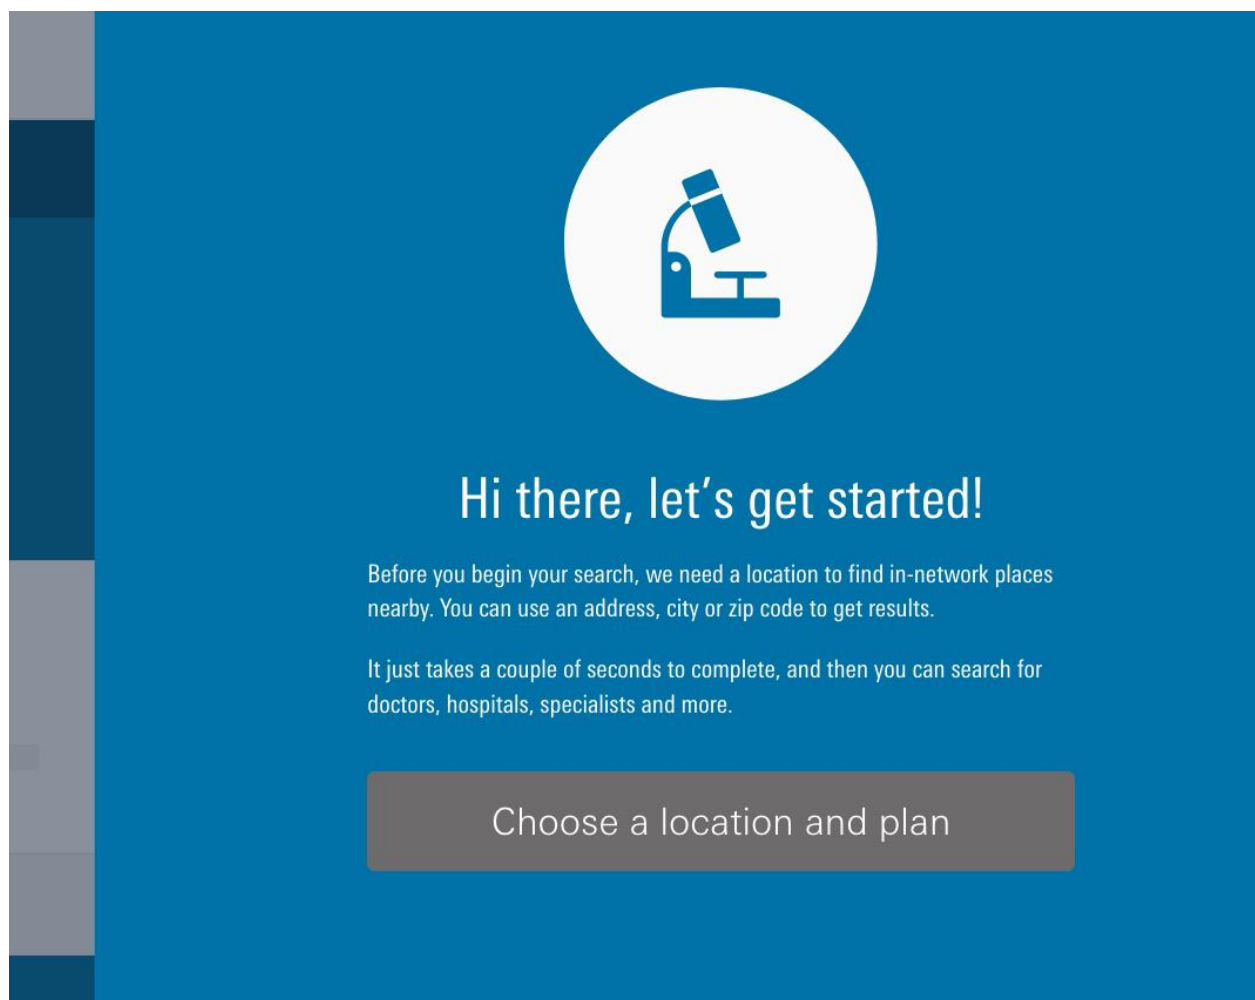 Hi there, let’s get started!
Before you begin your search, we need a location to find in-network places
nearby. You can use an address, city or zip code to get results.
It just takes a couple of seconds to complete, and then you can search for
doctors, hospitals, specialists and more.
Choose a location and plan